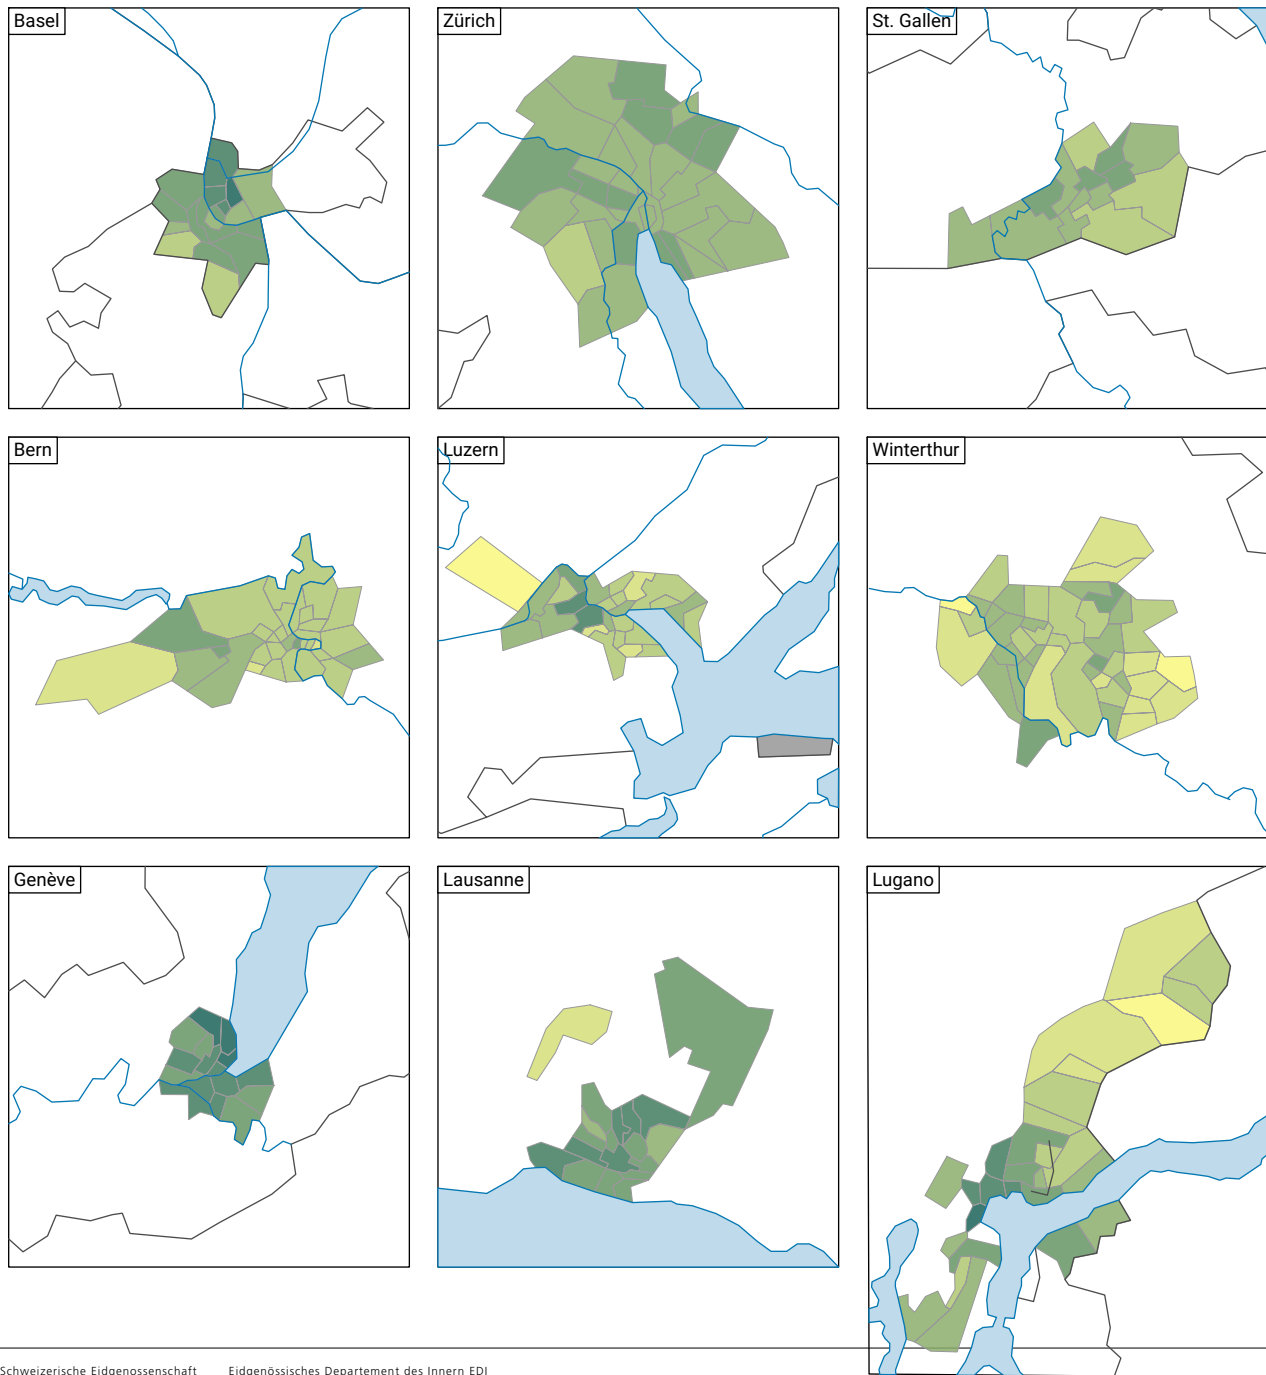 Basel
Zürich
St. Gallen
Bern
Luzern
Winterthur
Genève
Lausanne
Lugano
Schweizerische Eidgenossenschaft Eidgenössisches Departement des Innern EDI